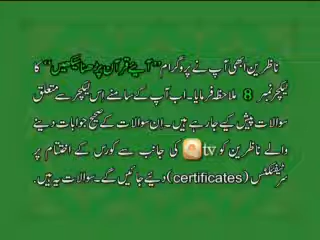 ناظرین ابھی آپ نے پروگرام ’’آیئے قرآن پڑھنا سیکھیں‘‘ کا
لیکچر نمبر 8 ملاحظہ فرمایا۔ اب آپ کے سامنے اس لیکچر سے متعلق
سوالات پیش کیے جا رہے ہیں۔ اِن سوالات کے صحیح جوابات دینے
والے ناظرین کو tv کی جانب سے کورس کے اختتام پر
سرٹیفکیٹس (certificates) دیئے جائیں گے۔ سوالات یہ ہیں.